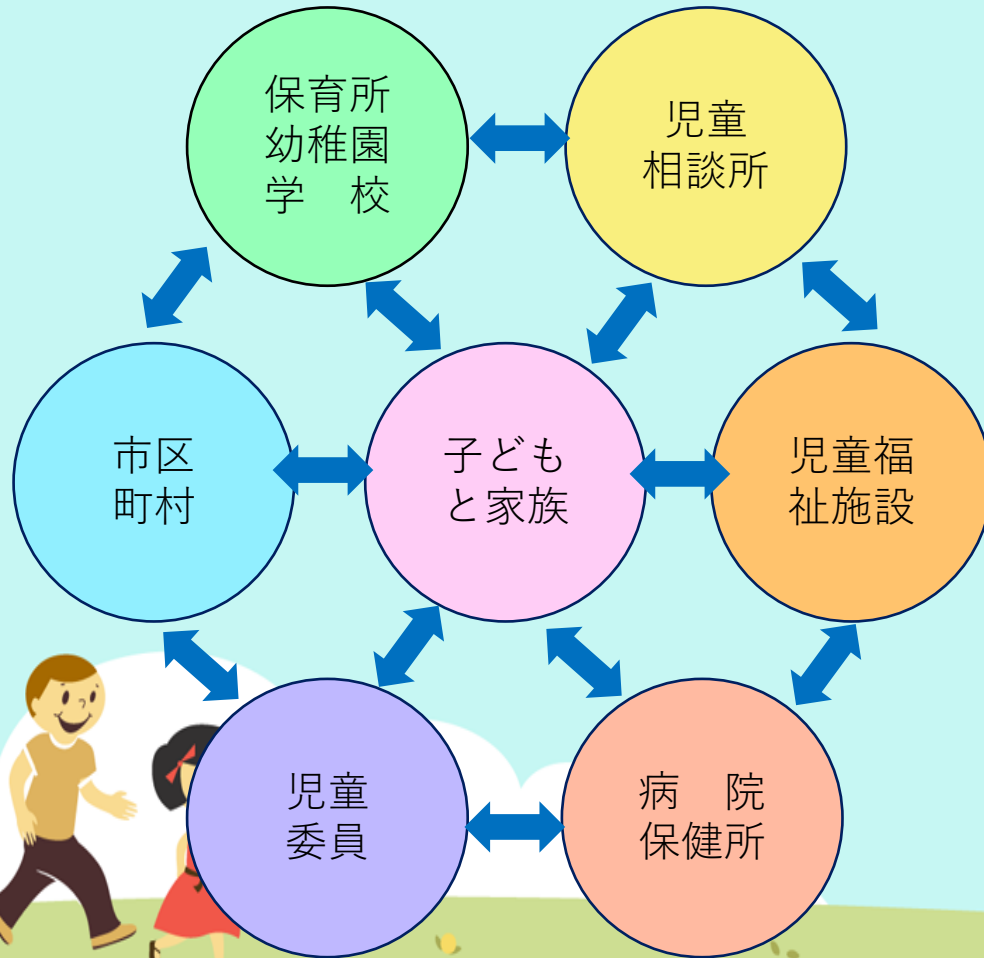 保育所
幼稚園
学　校
児童
相談所
市区
町村
子ども
と家族
児童福
祉施設
児童
委員
病　院
保健所